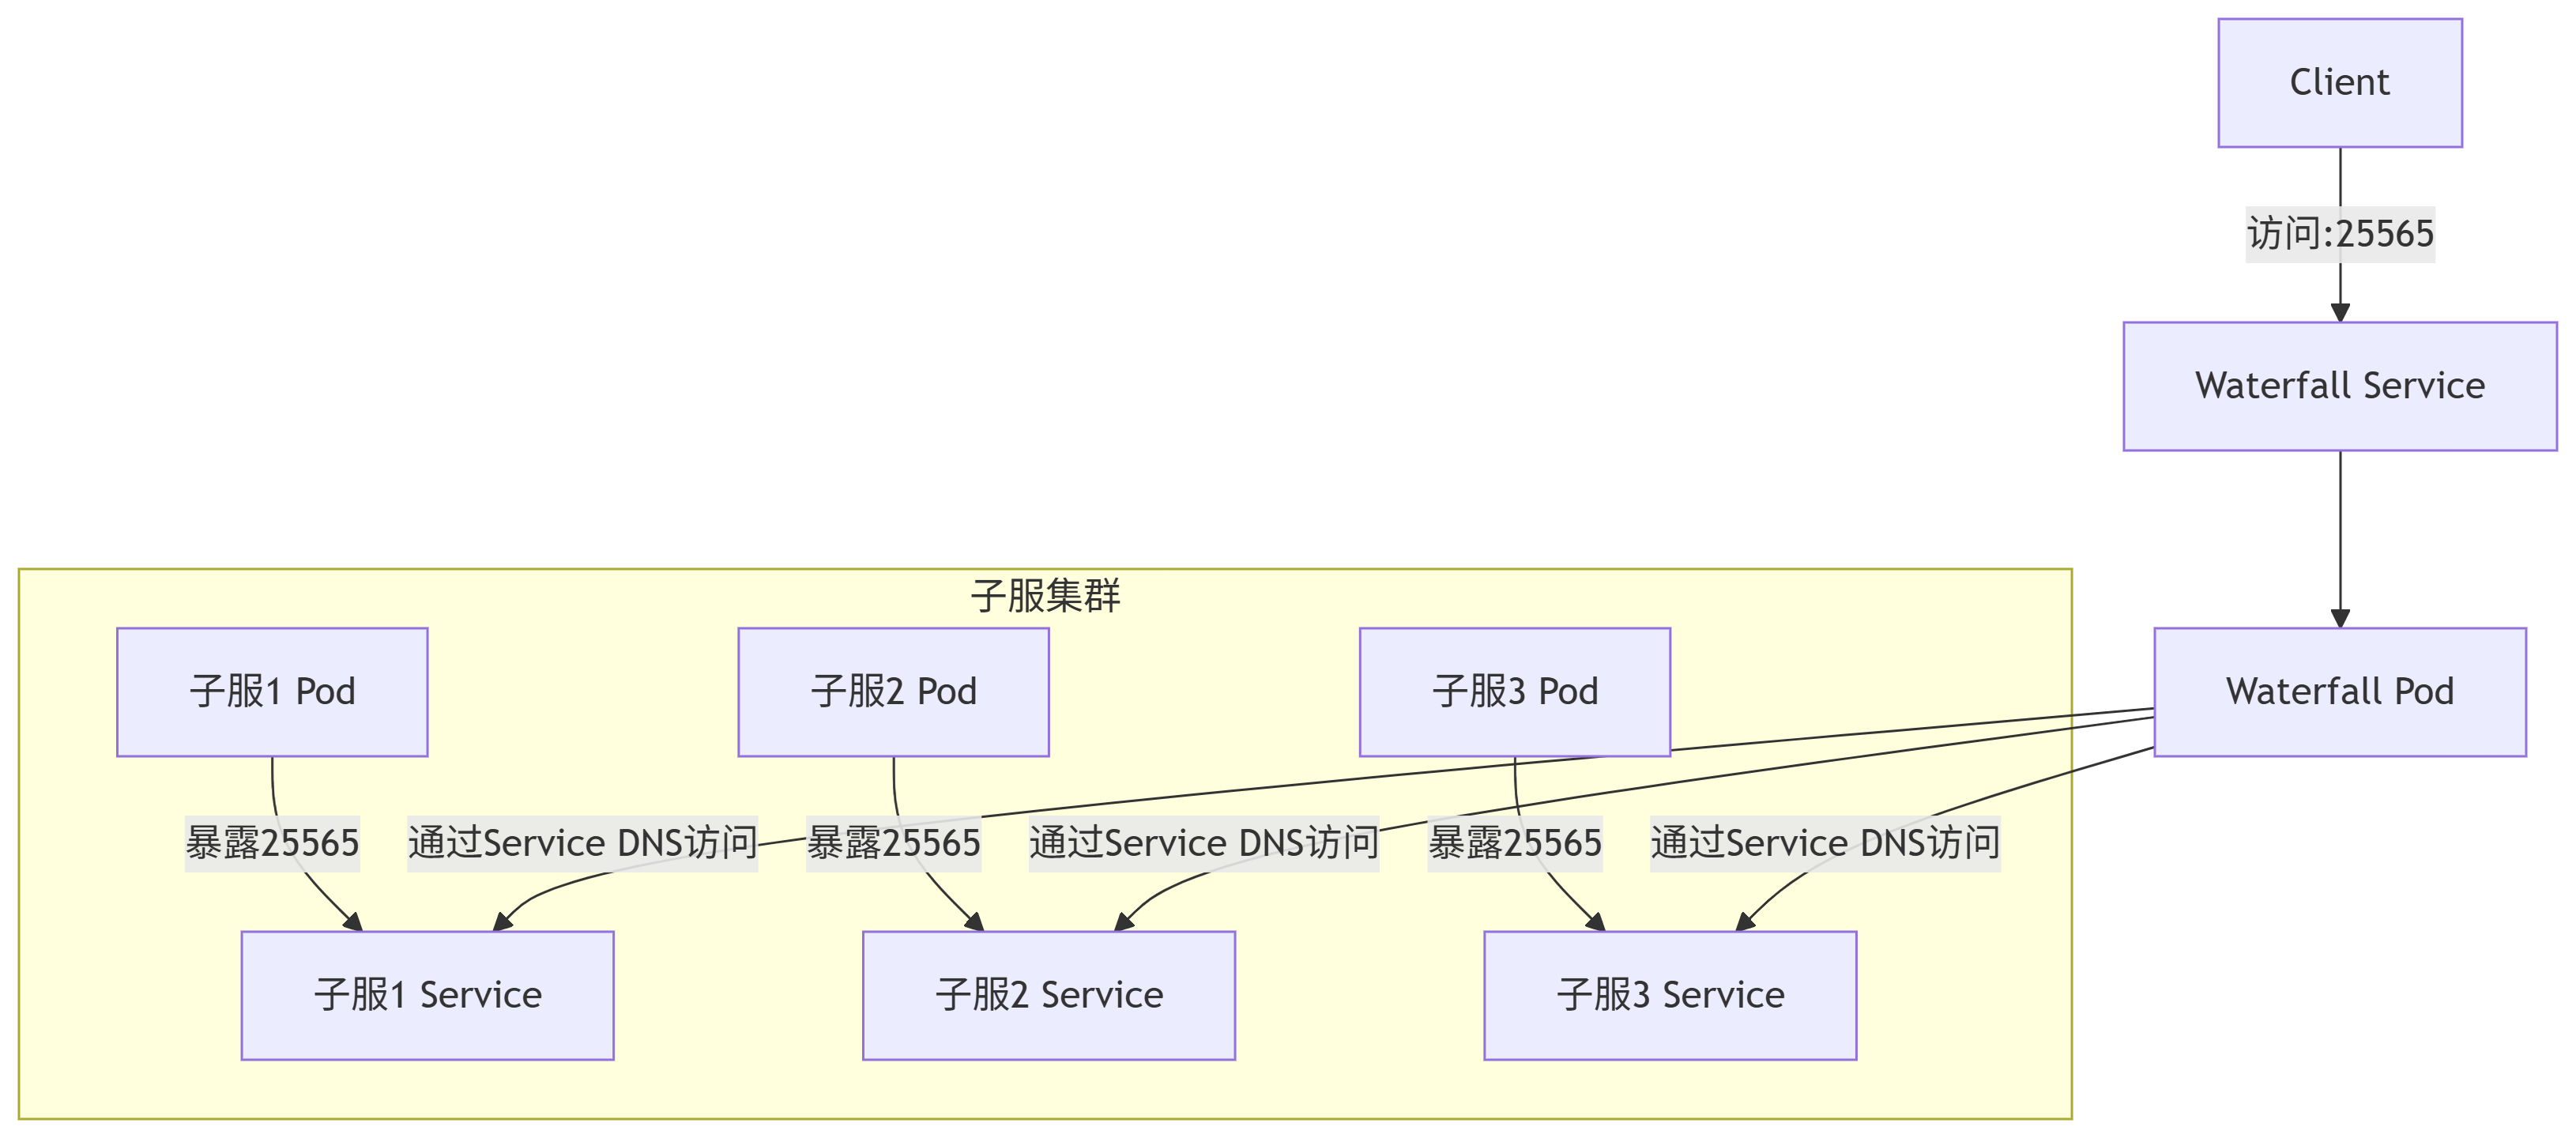 Client
访问:25565
Waterfall Service
子服集群
子服1 Pod
子服2 Pod
子服3 Pod
Waterfall Pod
暴露25565
通过Service DNS访问
暴露25565
通过Service DNS访问
暴露25565
通过Service DNS访问
子服1 Service
子服2 Service
子服3 Service